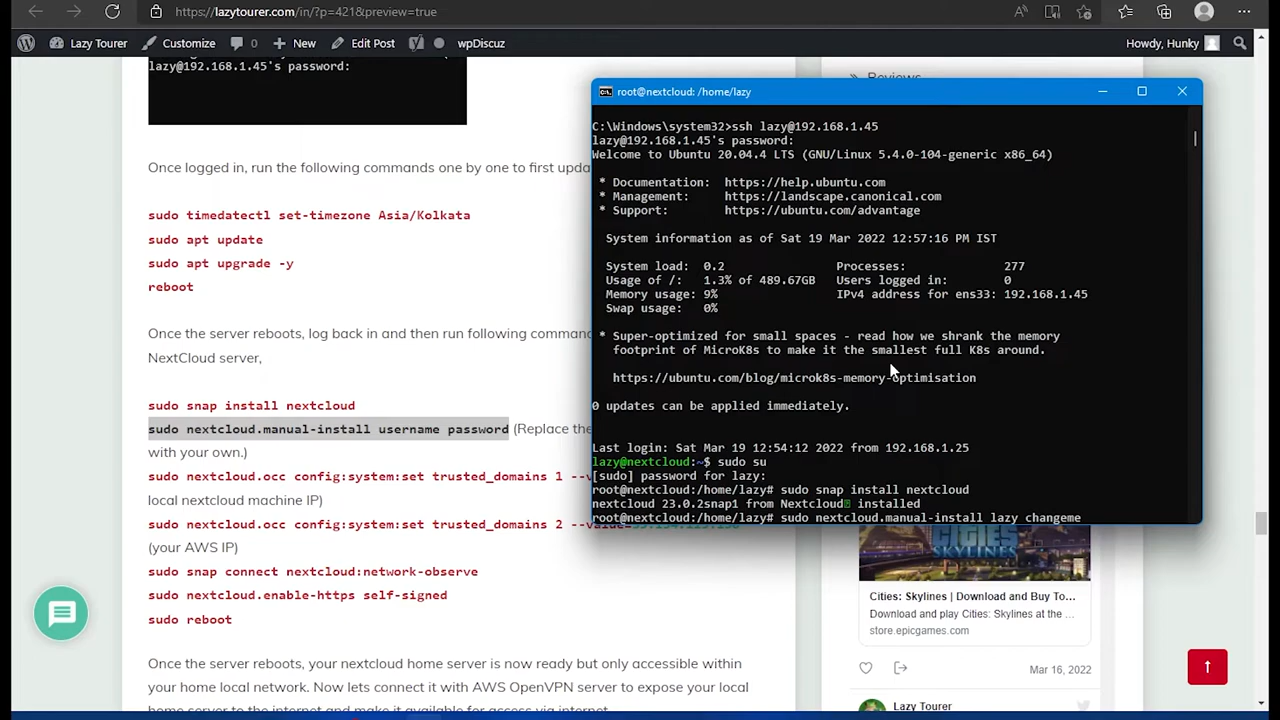 https://lazytourer.com/in/?p=421&preview=true
Lazy Tourer
Customize
0
New
Edit Post
wpDiscuz
Howdy, Hunky
lazy@192.168.1.45's password:
Reviews
Once logged in, run the following commands one by one to first upda
sudo timedatectl set-timezone Asia/Kolkata
sudo apt update
sudo apt upgrade -y
reboot
Once the server reboots, log back in and then run following comman
NextCloud server,
sudo snap install nextcloud
sudo nextcloud.manual-install username password (Replace the
with your own.)
sudo nextcloud.occ config:system:set trusted_domains 1 --v
local nextcloud machine IP)
sudo nextcloud.occ config:system:set trusted_domains 2 --
(your AWS IP)
sudo snap connect nextcloud:network-observe
sudo nextcloud.enable-https self-signed
sudo reboot
Once the server reboots, your nextcloud home server is now ready but only accessible within
your home local network. Now lets connect it with AWS OpenVPN server to expose your local
home server to the internet and make it available for access via internet
root@nextcloud: /home/lazy
C:\Windows\system32>ssh lazy@192.168.1.45
lazy@192.168.1.45's password:
Welcome to Ubuntu 20.04.4 LTS (GNU/Linux 5.4.0-104-generic x86_64)
* Documentation: https://help.ubuntu.com
* Management: https://landscape.canonical.com
* Support: https://ubuntu.com/advantage
System information as of Sat 19 Mar 2022 12:57:16 PM IST
System load: 0.2 Processes: 277
Usage of /: 1.3% of 489.67GB Users logged in: 0
Memory usage: 9% IPv4 address for ens33: 192.168.1.45
Swap usage: 0%
* Super-optimized for small spaces - read how we shrank the memory
footprint of MicroK8s to make it the smallest full K8s around.
https://ubuntu.com/blog/microk8s-memory-optimisation
0 updates can be applied immediately.
Last login: Sat Mar 19 12:54:12 2022 from 192.168.1.25
lazy@nextcloud:~$ sudo su
[sudo] password for lazy:
root@nextcloud:/home/lazy# sudo snap install nextcloud
nextcloud 23.0.2snap1 from Nextcloud installed
root@nextcloud:/home/lazy# sudo nextcloud.manual-install lazy changeme
CITIES
SKYLINES
Cities: Skylines | Download and Buy To...
Download and play Cities: Skylines at the ...
store.epicgames.com
Mar 16, 2022
Lazy Tourer